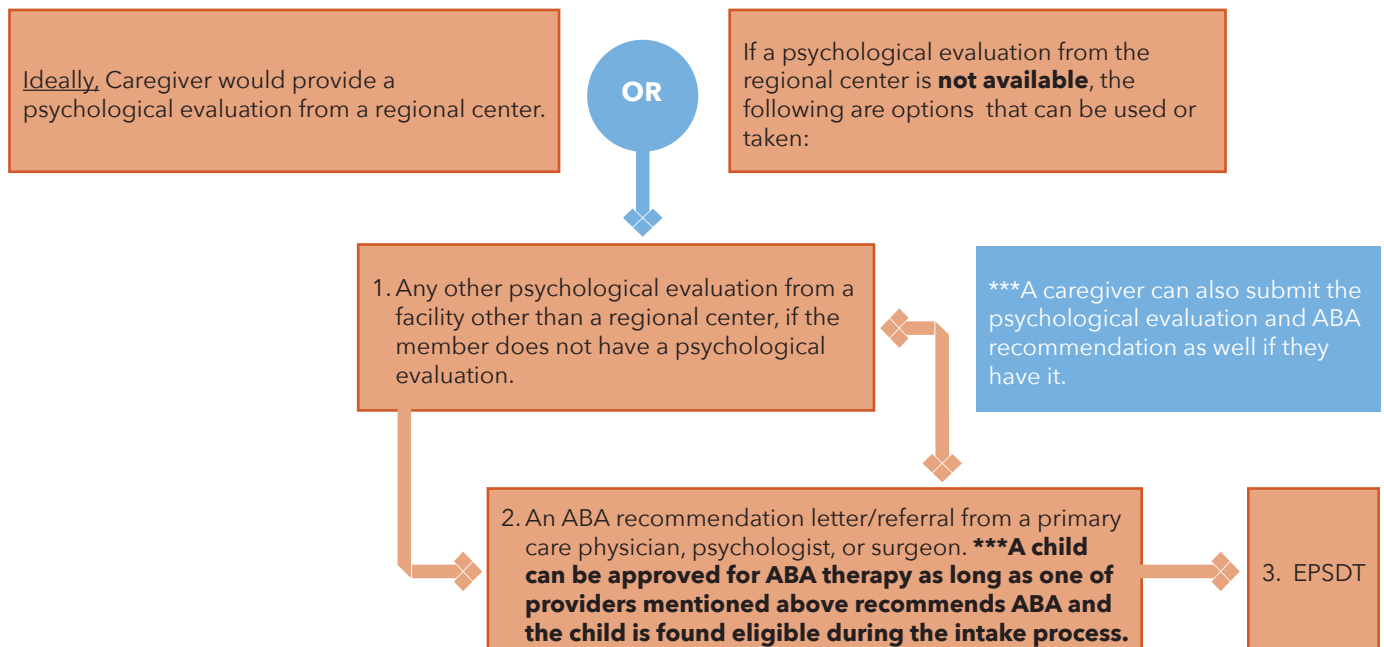 Ideally, Caregiver would provide a
psychological evaluation from a regional center.
OR
If a psychological evaluation from the
regional center is not available, the
following are options that can be used or
taken:
1. Any other psychological evaluation from a
facility other than a regional center, if the
member does not have a psychological
evaluation.
***A caregiver can also submit the
psychological evaluation and ABA
recommendation as well if they
have it.
2. An ABA recommendation letter/referral from a primary
care physician, psychologist, or surgeon. ***A child
can be approved for ABA therapy as long as one of
providers mentioned above recommends ABA and
the child is found eligible during the intake process.
3. EPSDT